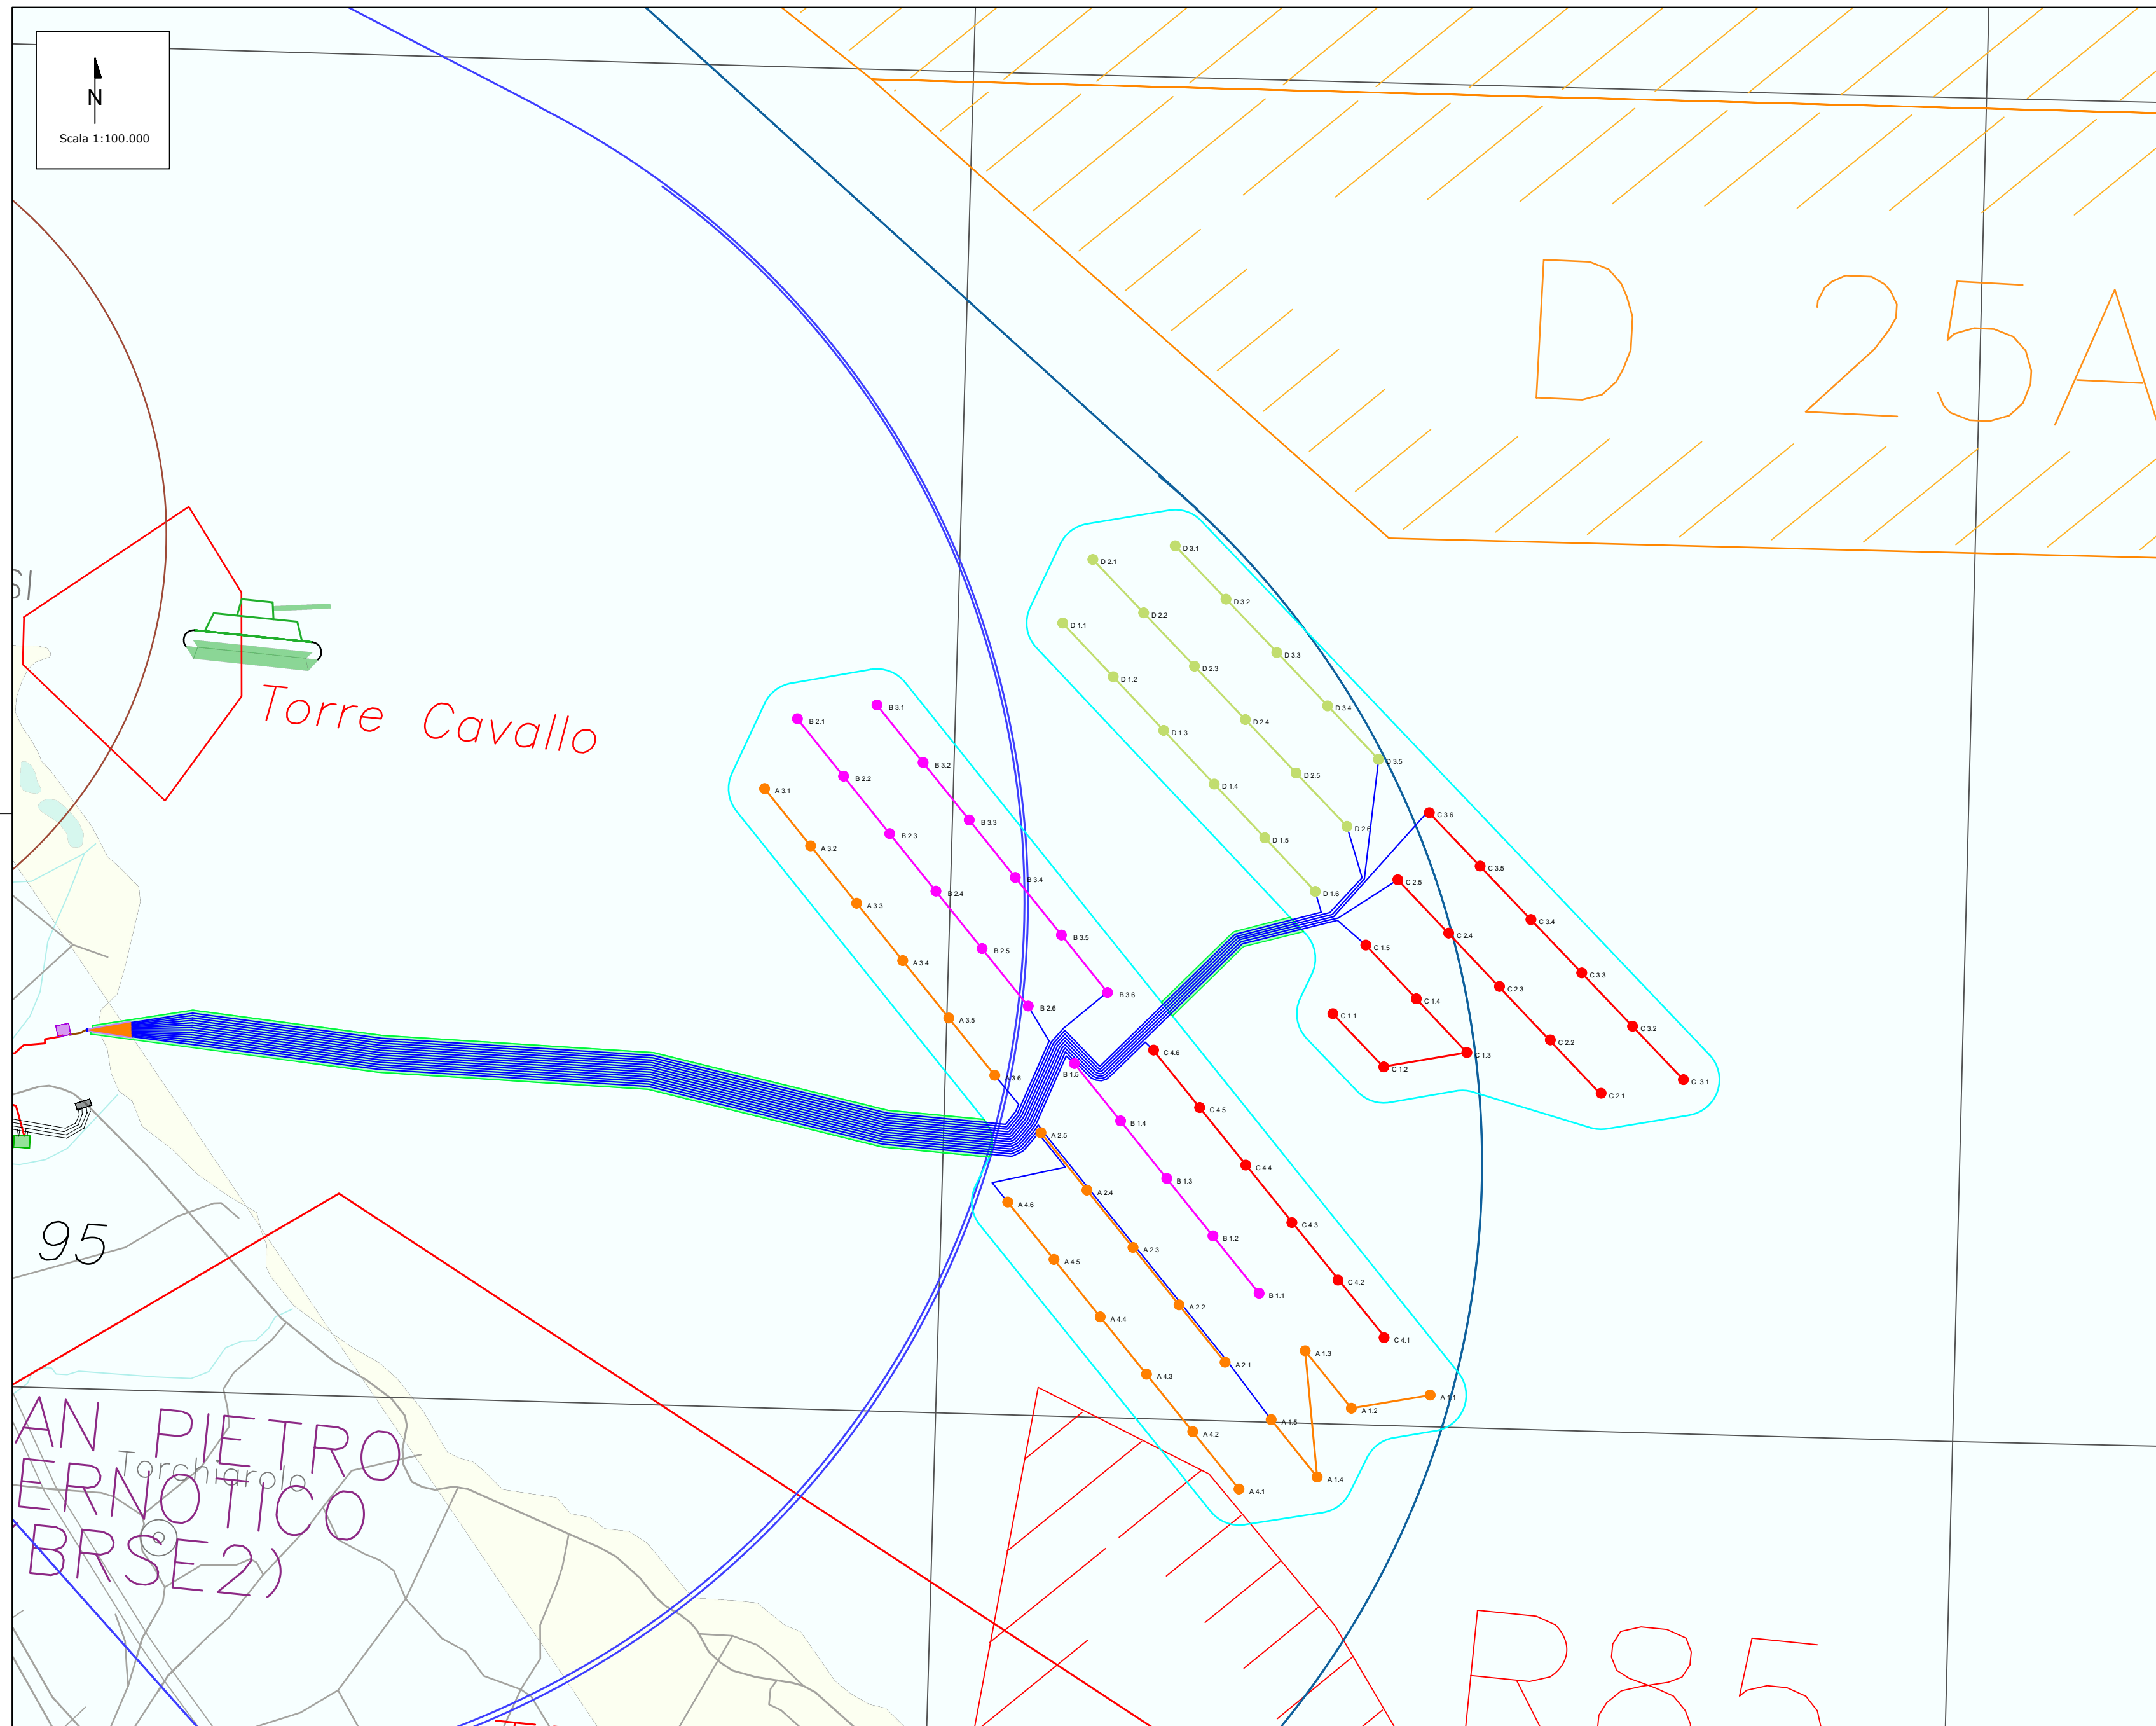 N
Scala 1:100.000
D 25A
SI
Torre Cavallo
D 3.1
D 2.1
D 3.2
D 2.2
D 1.1
D 3.3
D 2.3
D 1.2
D 3.4
D 2.4
D 1.3
D 3.5
D 2.5
D 1.4
D 2.6
D 1.5
D 1.6
B 3.1
B 2.1
B 3.2
B 2.2
A 3.1
B 3.3
B 2.3
A 3.2
B 3.4
B 2.4
A 3.3
B 3.5
B 2.5
A 3.4
B 3.6
B 2.6
A 3.5
A 3.6
C 3.6
C 3.5
C 2.5
C 3.4
C 2.4
C 1.5
C 3.3
C 2.3
C 1.4
C 1.1
C 3.2
C 2.2
C 1.3
C 1.2
C 3.1
C 2.1
C 4.6
B 1.5
C 4.5
B 1.4
A 2.5
C 4.4
B 1.3
A 2.4
A 4.6
C 4.3
B 1.2
A 2.3
A 4.5
C 4.2
B 1.1
A 2.2
A 4.4
C 4.1
A 1.3
A 2.1
A 4.3
A 1.1
A 1.2
A 1.5
A 4.2
A 1.4
A 4.1
95
AN PIETRO
Torchiarolo
ERNOTICO
BRSE2)
R85